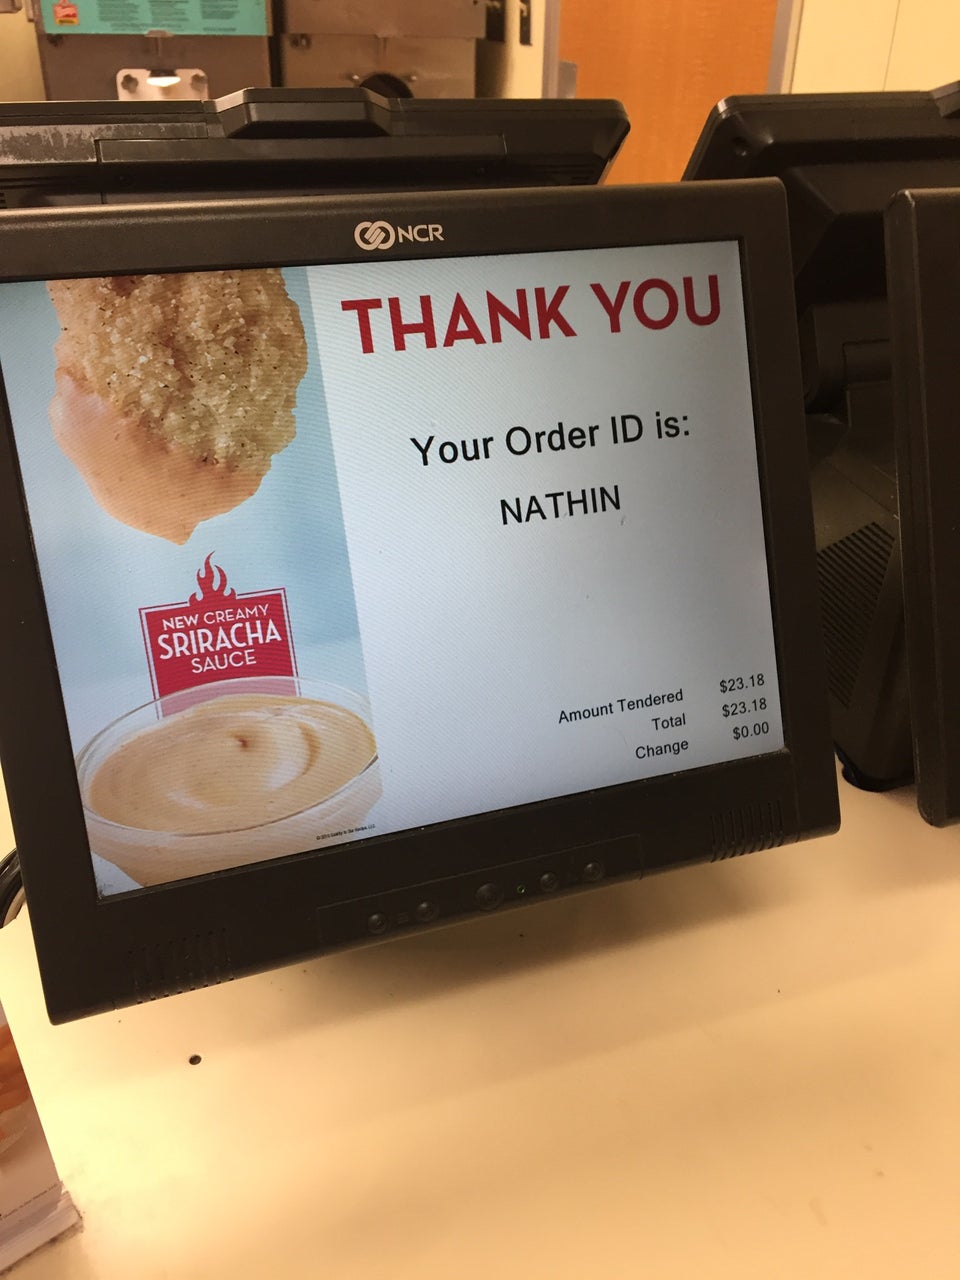 NCR
THANK YOU
Your Order ID is:
NATHIN
NEW CREAMY
SRIRACHA
SAUCE
Amount Tendered $23.18
Total $23.18
Change $0.00